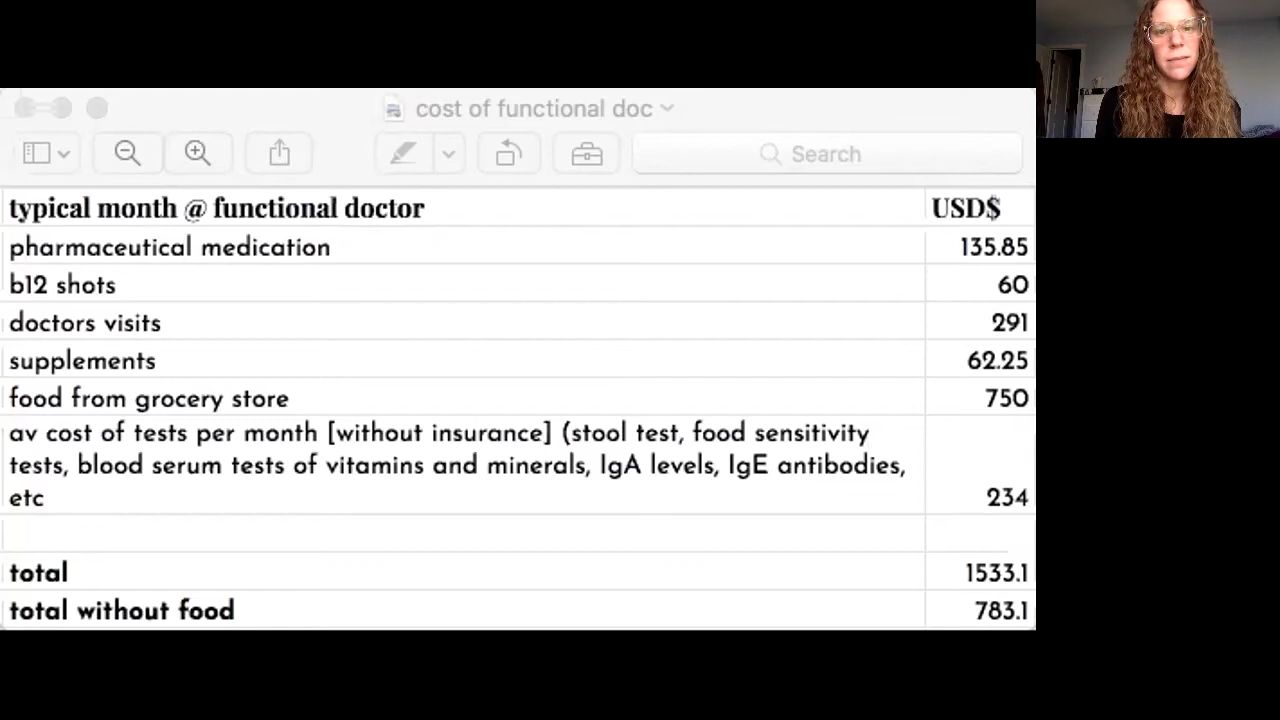 cost of functional doc
Search
typical month @ functional doctor USD$
pharmaceutical medication 135.85
b12 shots 60
doctors visits 291
supplements 62.25
food from grocery store 750
av cost of tests per month [without insurance] (stool test, food sensitivity
tests, blood serum tests of vitamins and minerals, IgA levels, IgE antibodies,
etc 234
total 1533.1
total without food 783.1